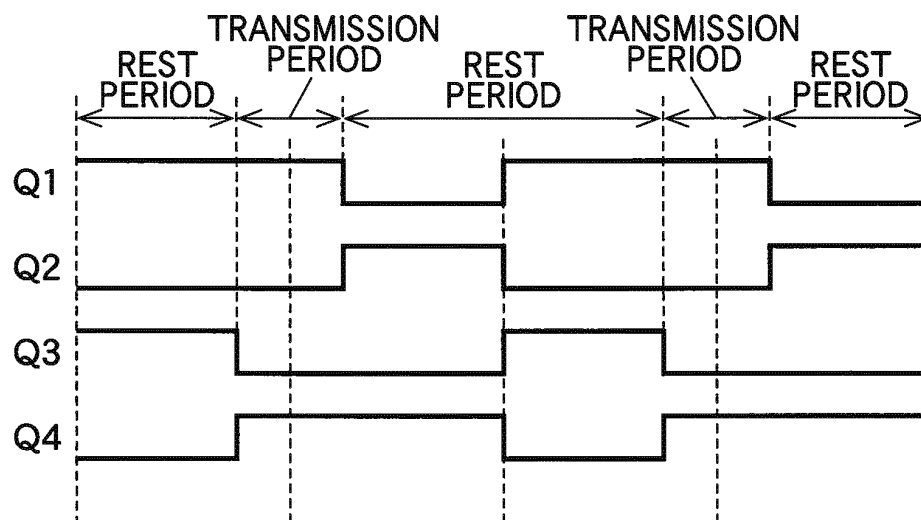 TRANSMISSION
PERIOD
TRANSMISSION
PERIOD
REST
PERIOD
REST
PERIOD
REST
PERIOD
Q1
Q2
Q3
Q4